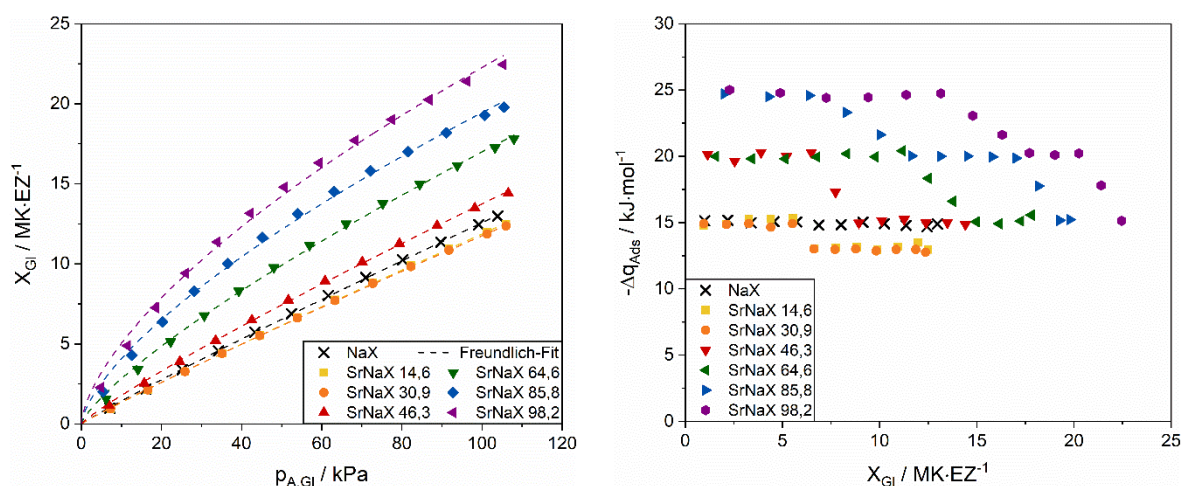 25
20
15
10
5
0
X_GI / MK·EZ⁻¹
0 20 40 60 80 100 120
p_A,GI / kPa
NaX
Freundlich-Fit
SrNaX 14,6
SrNaX 64,6
SrNaX 30,9
SrNaX 85,8
SrNaX 46,3
SrNaX 98,2
30
25
20
15
10
5
0
-Δq_Ads / kJ·mol⁻¹
NaX
SrNaX 14,6
SrNaX 30,9
SrNaX 46,3
SrNaX 64,6
SrNaX 85,8
SrNaX 98,2
0 5 10 15 20 25
X_GI / MK·EZ⁻¹